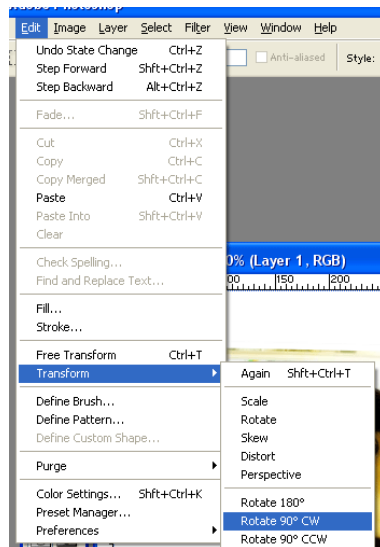 Adobe Photoshop
Edit Image Layer Select Filter View Window Help
Undo State Change Ctrl+Z
Step Forward Shft+Ctrl+Z
Step Backward Alt+Ctrl+Z
Anti-aliased Style:
Fade... Shft+Ctrl+F
Cut Ctrl+X
Copy Ctrl+C
Copy Merged Shft+Ctrl+C
Paste Ctrl+V
Paste Into Shft+Ctrl+V
Clear
Check Spelling...
Find and Replace Text...
0% (Layer 1, RGB)
00 150 200
Fill...
Stroke...
Free Transform Ctrl+T
Transform
Again Shft+Ctrl+T
Define Brush...
Define Pattern...
Define Custom Shape...
Scale
Rotate
Skew
Distort
Perspective
Purge
Color Settings... Shft+Ctrl+K
Preset Manager...
Preferences
Rotate 180°
Rotate 90° CW
Rotate 90° CCW